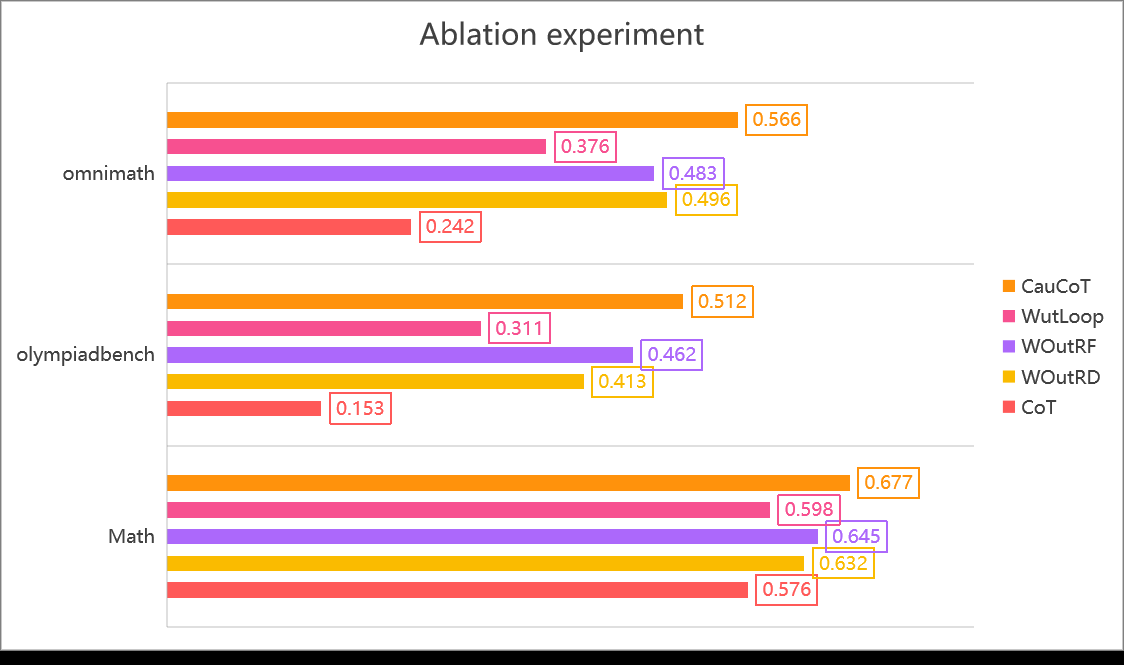 Ablation experiment
omnimath
0.566
0.376
0.483
0.496
0.242
olympiadbench
0.512
0.311
0.462
0.413
0.153
Math
0.677
0.598
0.645
0.632
0.576
CauCoT
WutLoop
WOutRF
WOutRD
CoT